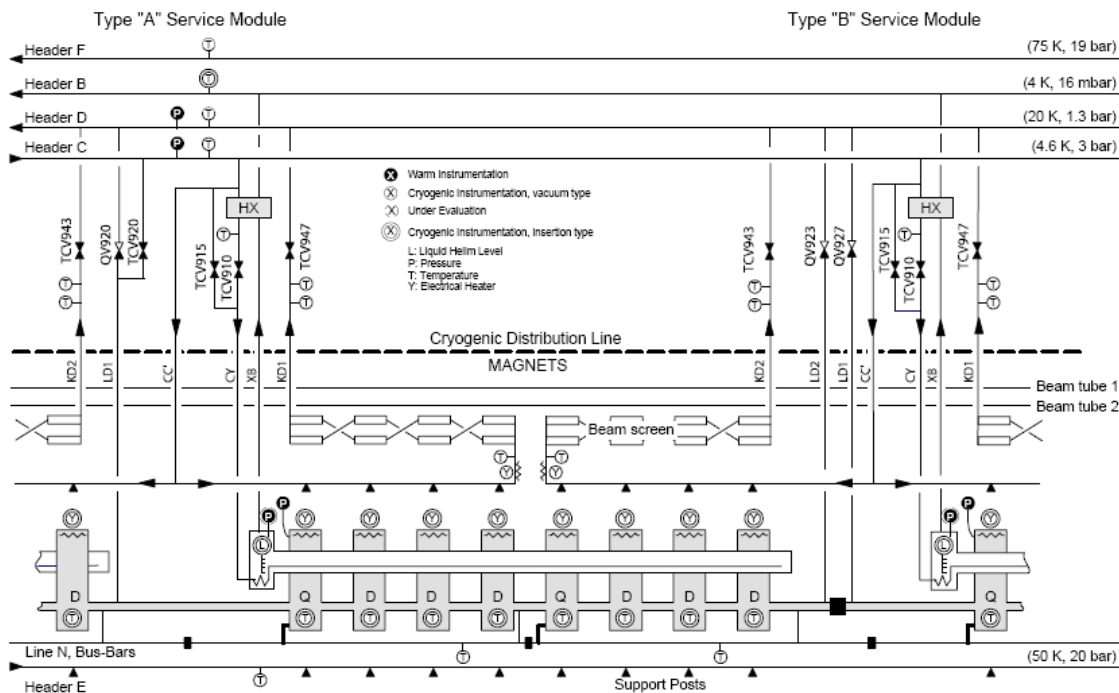 Type "A" Service Module
Type "B" Service Module
Header F
T
(75 K, 19 bar)
Header B
T
(4 K, 16 mbar)
Header D
P
T
(20 K, 1.3 bar)
Header C
P
T
(4.6 K, 3 bar)
X Warm Instrumentation
X Cryogenic Instrumentation, vacuum type
X Under Evaluation
X Cryogenic Instrumentation, Insertion type
L: Liquid Helim Level
P: Pressure
T: Temperature
Y: Electrical Heater
TCV943
QV920
TCV920
TCV915
TCV910
HX
TCV947
TCV943
QV923
QV927
TCV915
TCV910
HX
TCV947
T
T
T
T
T
T
T
T
T
T
Cryogenic Distribution Line
MAGNETS
KD2
LD1
CC'
CY
XB
KD1
KD2
LD2
LD1
CC'
CY
XB
KD1
Beam tube 1
Beam tube 2
Beam screen
T
T
Y
Y
Y
P
Y
Y
Y
Y
Y
Y
Y
Y
P
P
Y
P
L
L
D
Q
D
D
D
Q
D
D
D
Q
T
T
T
T
T
T
T
T
T
T
Line N, Bus-Bars
T
T
(50 K, 20 bar)
Header E
T
Support Posts